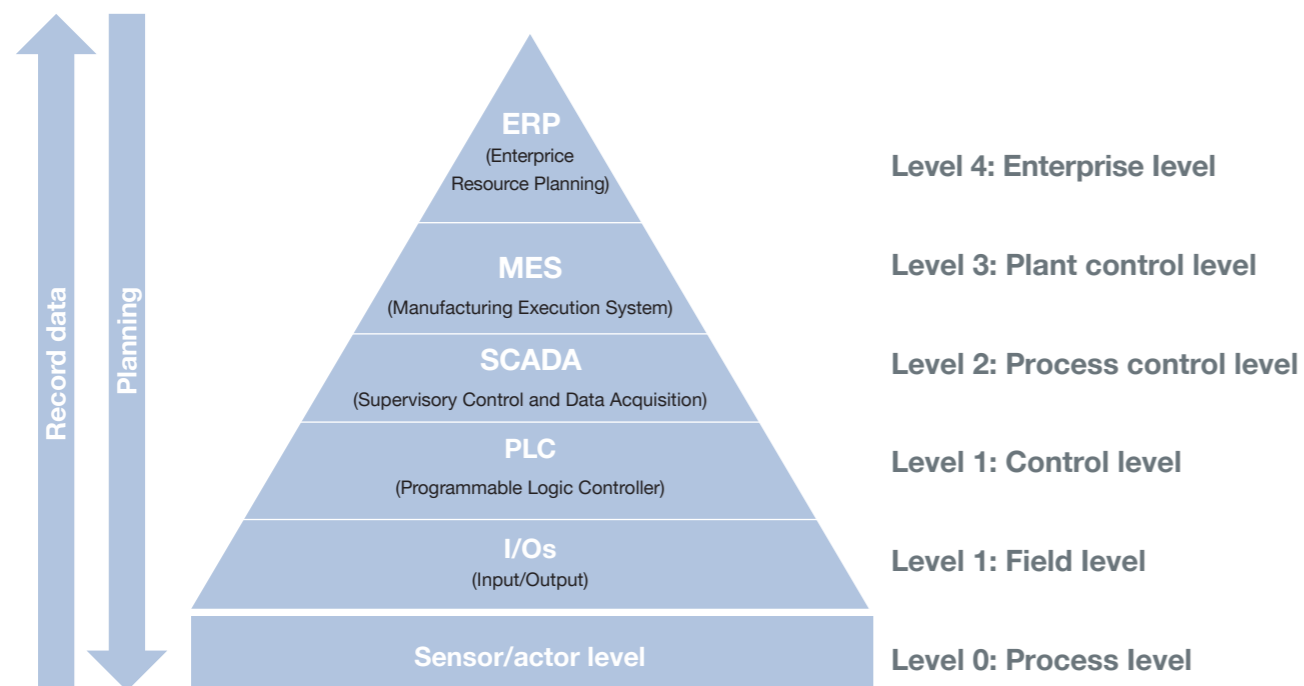 Record data
Planning
ERP
(Enterprice
Resource Planning)
Level 4: Enterprise level
MES
(Manufacturing Execution System)
Level 3: Plant control level
SCADA
(Supervisory Control and Data Acquisition)
Level 2: Process control level
PLC
(Programmable Logic Controller)
Level 1: Control level
I/Os
(Input/Output)
Level 1: Field level
Sensor/actor level
Level 0: Process level